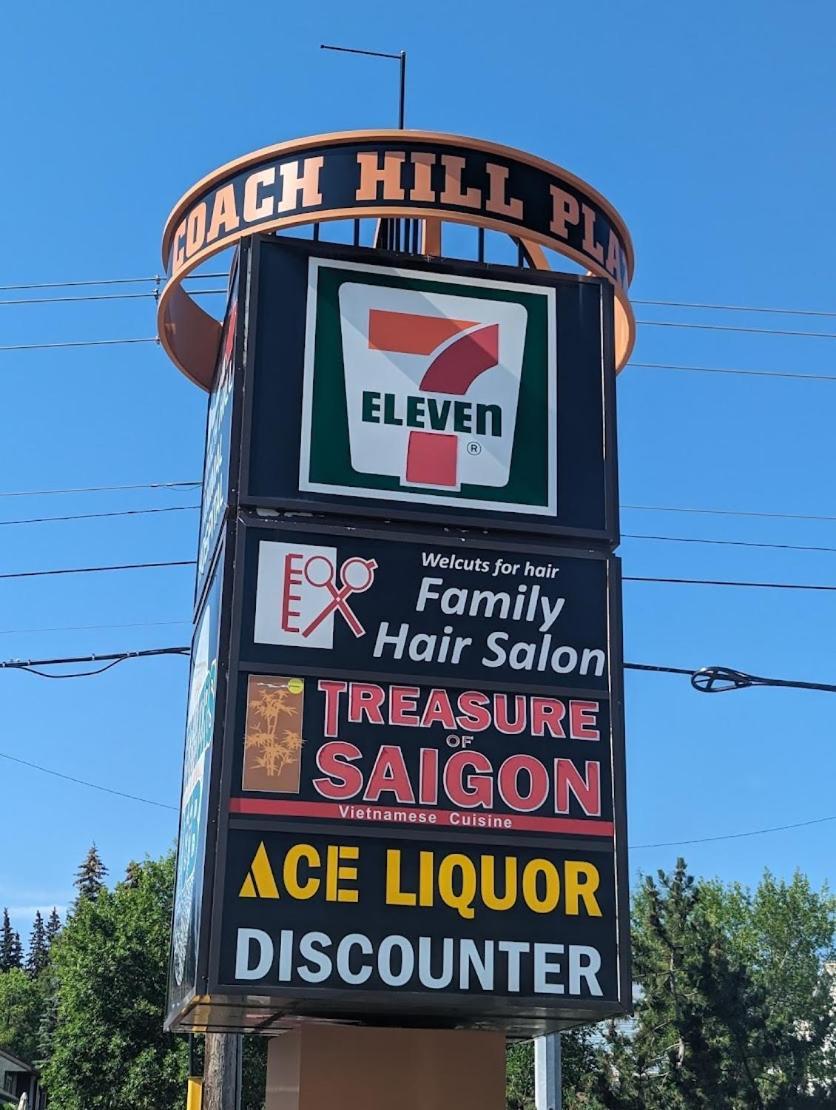 COACH HILL PLA
7
ELEVEN
®
Welcuts for hair
Family
Hair Salon
TREASURE
OF
SAIGON
Vietnamese Cuisine
ACE LIQUOR
DISCOUNTER